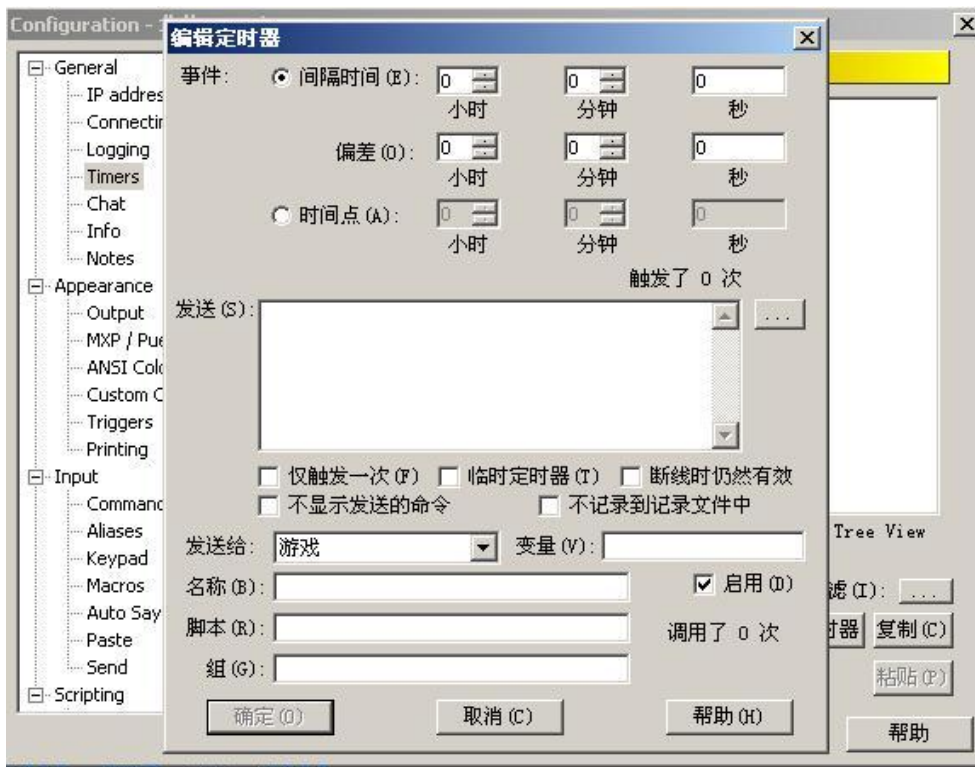 Configuration -
编辑定时器
General
IP addres
Connectin
Logging
Timers
Chat
Info
Notes
Appearance
Output
MXP / Pue
ANSI Colo
Custom C
Triggers
Printing
Input
Command
Aliases
Keypad
Macros
Auto Say
Paste
Send
Scripting
事件: 间隔时间(E): 0 0 0
小时 分钟 秒
偏差(O): 0 0 0
小时 分钟 秒
时间点(A): 0 0 0
小时 分钟 秒
触发了 0 次
发送(S): ...
仅触发一次(F) 临时定时器(T) 断线时仍然有效
不显示发送的命令 不记录到记录文件中
发送给: 游戏 变量(V):
名称(B): 启用(D)
脚本(R): 调用了 0 次
组(G):
确定(O) 取消(C) 帮助(H)
Tree View
滤(I): ...
时器 复制(C)
粘贴(P)
帮助